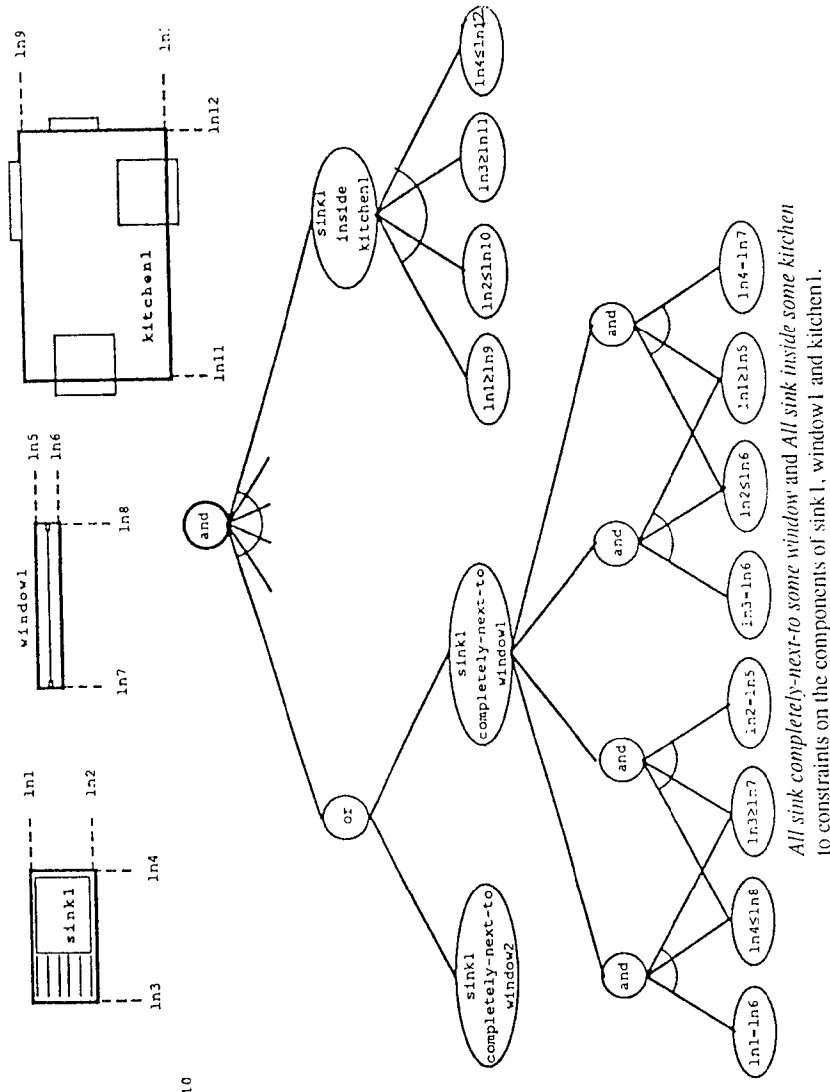 ln9
ln1
ln12
ln11
kitchen1
window1
ln5
ln6
ln7
ln8
ln1
ln2
ln3
ln4
sink1
10
and
or
sink1
inside
kitchen1
ln1≥ln9
ln2≤ln10
ln3≥ln11
ln4≤ln12
sink1
completely-next-to
window2
sink1
completely-next-to
window1
and
and
and
and
ln1=ln6
ln4≤ln8
ln3≥ln7
ln2=ln5
ln3=ln6
ln2≤ln6
ln1≥ln5
ln4=ln7
All sink completely-next-to some window and All sink inside some kitchen
to constraints on the components of sink1, window1 and kitchen1.